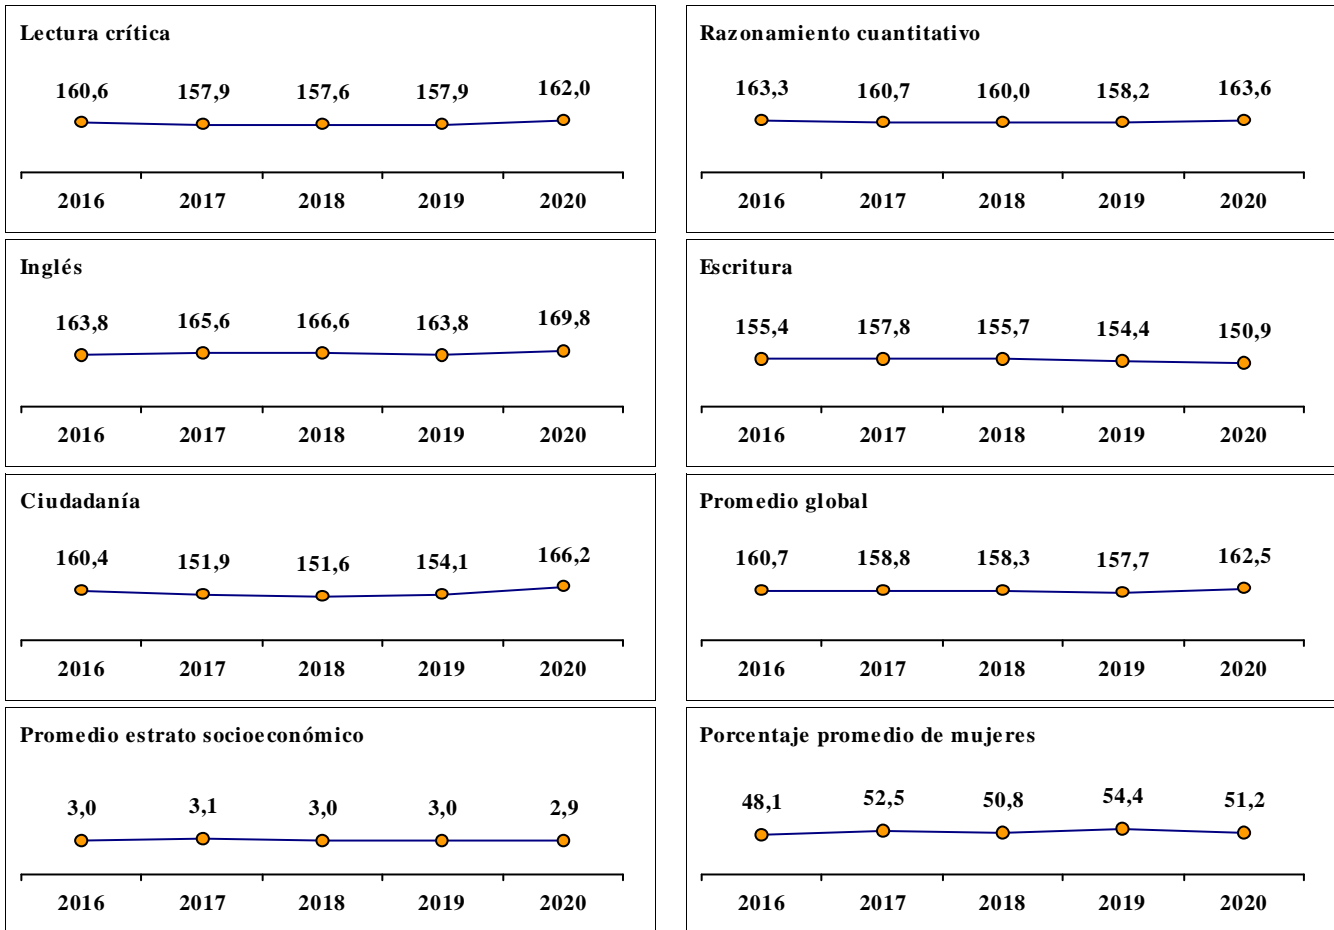 Lectura crítica
160,6 157,9 157,6 157,9 162,0
2016 2017 2018 2019 2020
Razonamiento cuantitativo
163,3 160,7 160,0 158,2 163,6
2016 2017 2018 2019 2020
Inglés
163,8 165,6 166,6 163,8 169,8
2016 2017 2018 2019 2020
Escritura
155,4 157,8 155,7 154,4 150,9
2016 2017 2018 2019 2020
Ciudadanía
160,4 151,9 151,6 154,1 166,2
2016 2017 2018 2019 2020
Promedio global
160,7 158,8 158,3 157,7 162,5
2016 2017 2018 2019 2020
Promedio estrato socioeconómico
3,0 3,1 3,0 3,0 2,9
2016 2017 2018 2019 2020
Porcentaje promedio de mujeres
48,1 52,5 50,8 54,4 51,2
2016 2017 2018 2019 2020